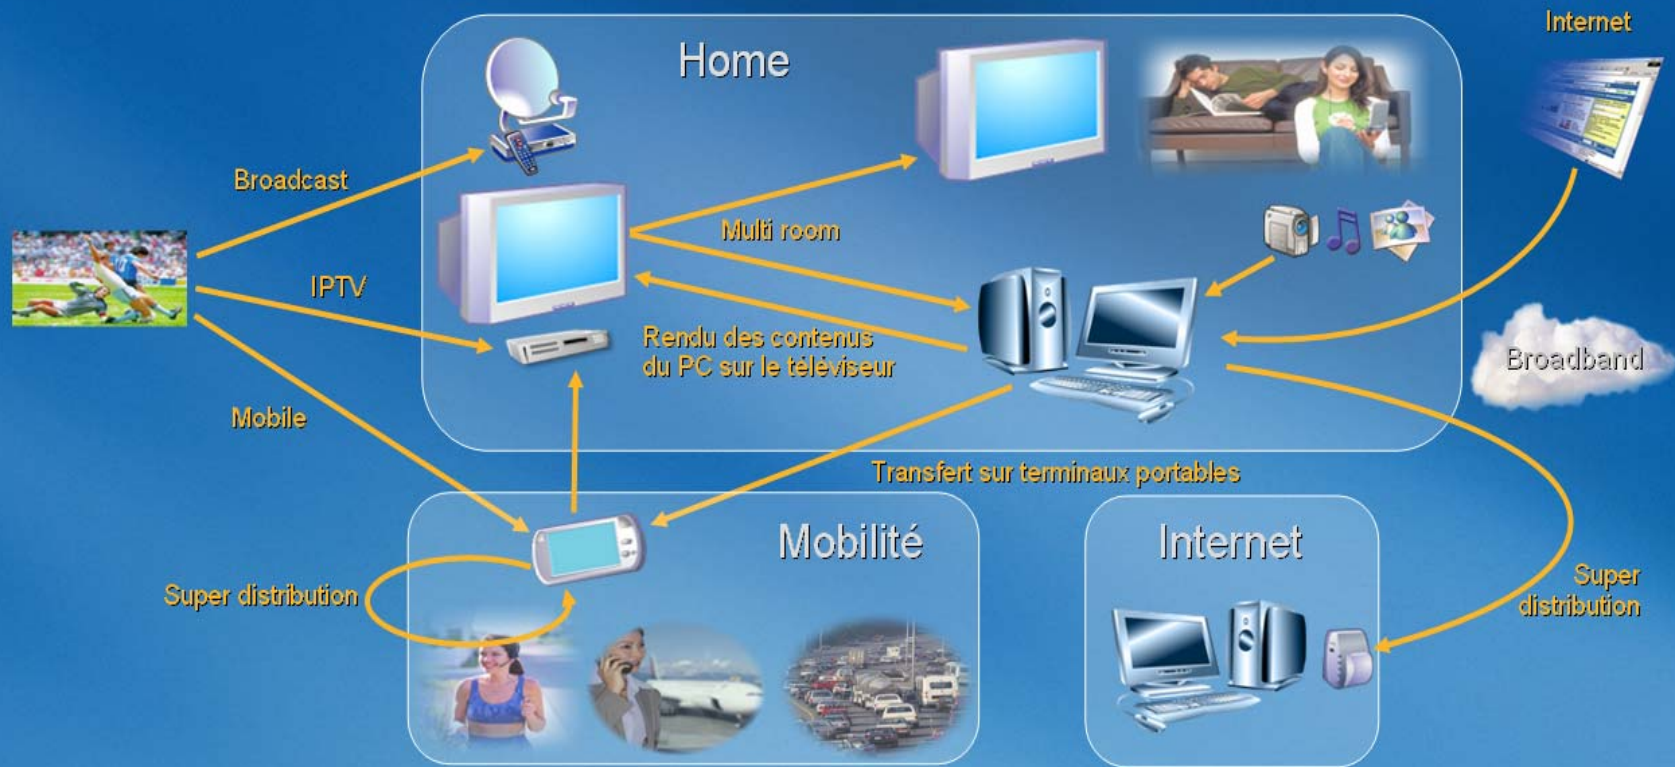 Internet
Home
Broadcast
Multi room
IPTV
Rendu des contenus
du PC sur le téléviseur
Broadband
Mobile
Transfert sur terminaux portables
Mobilité
Internet
Super distribution
Super
distribution